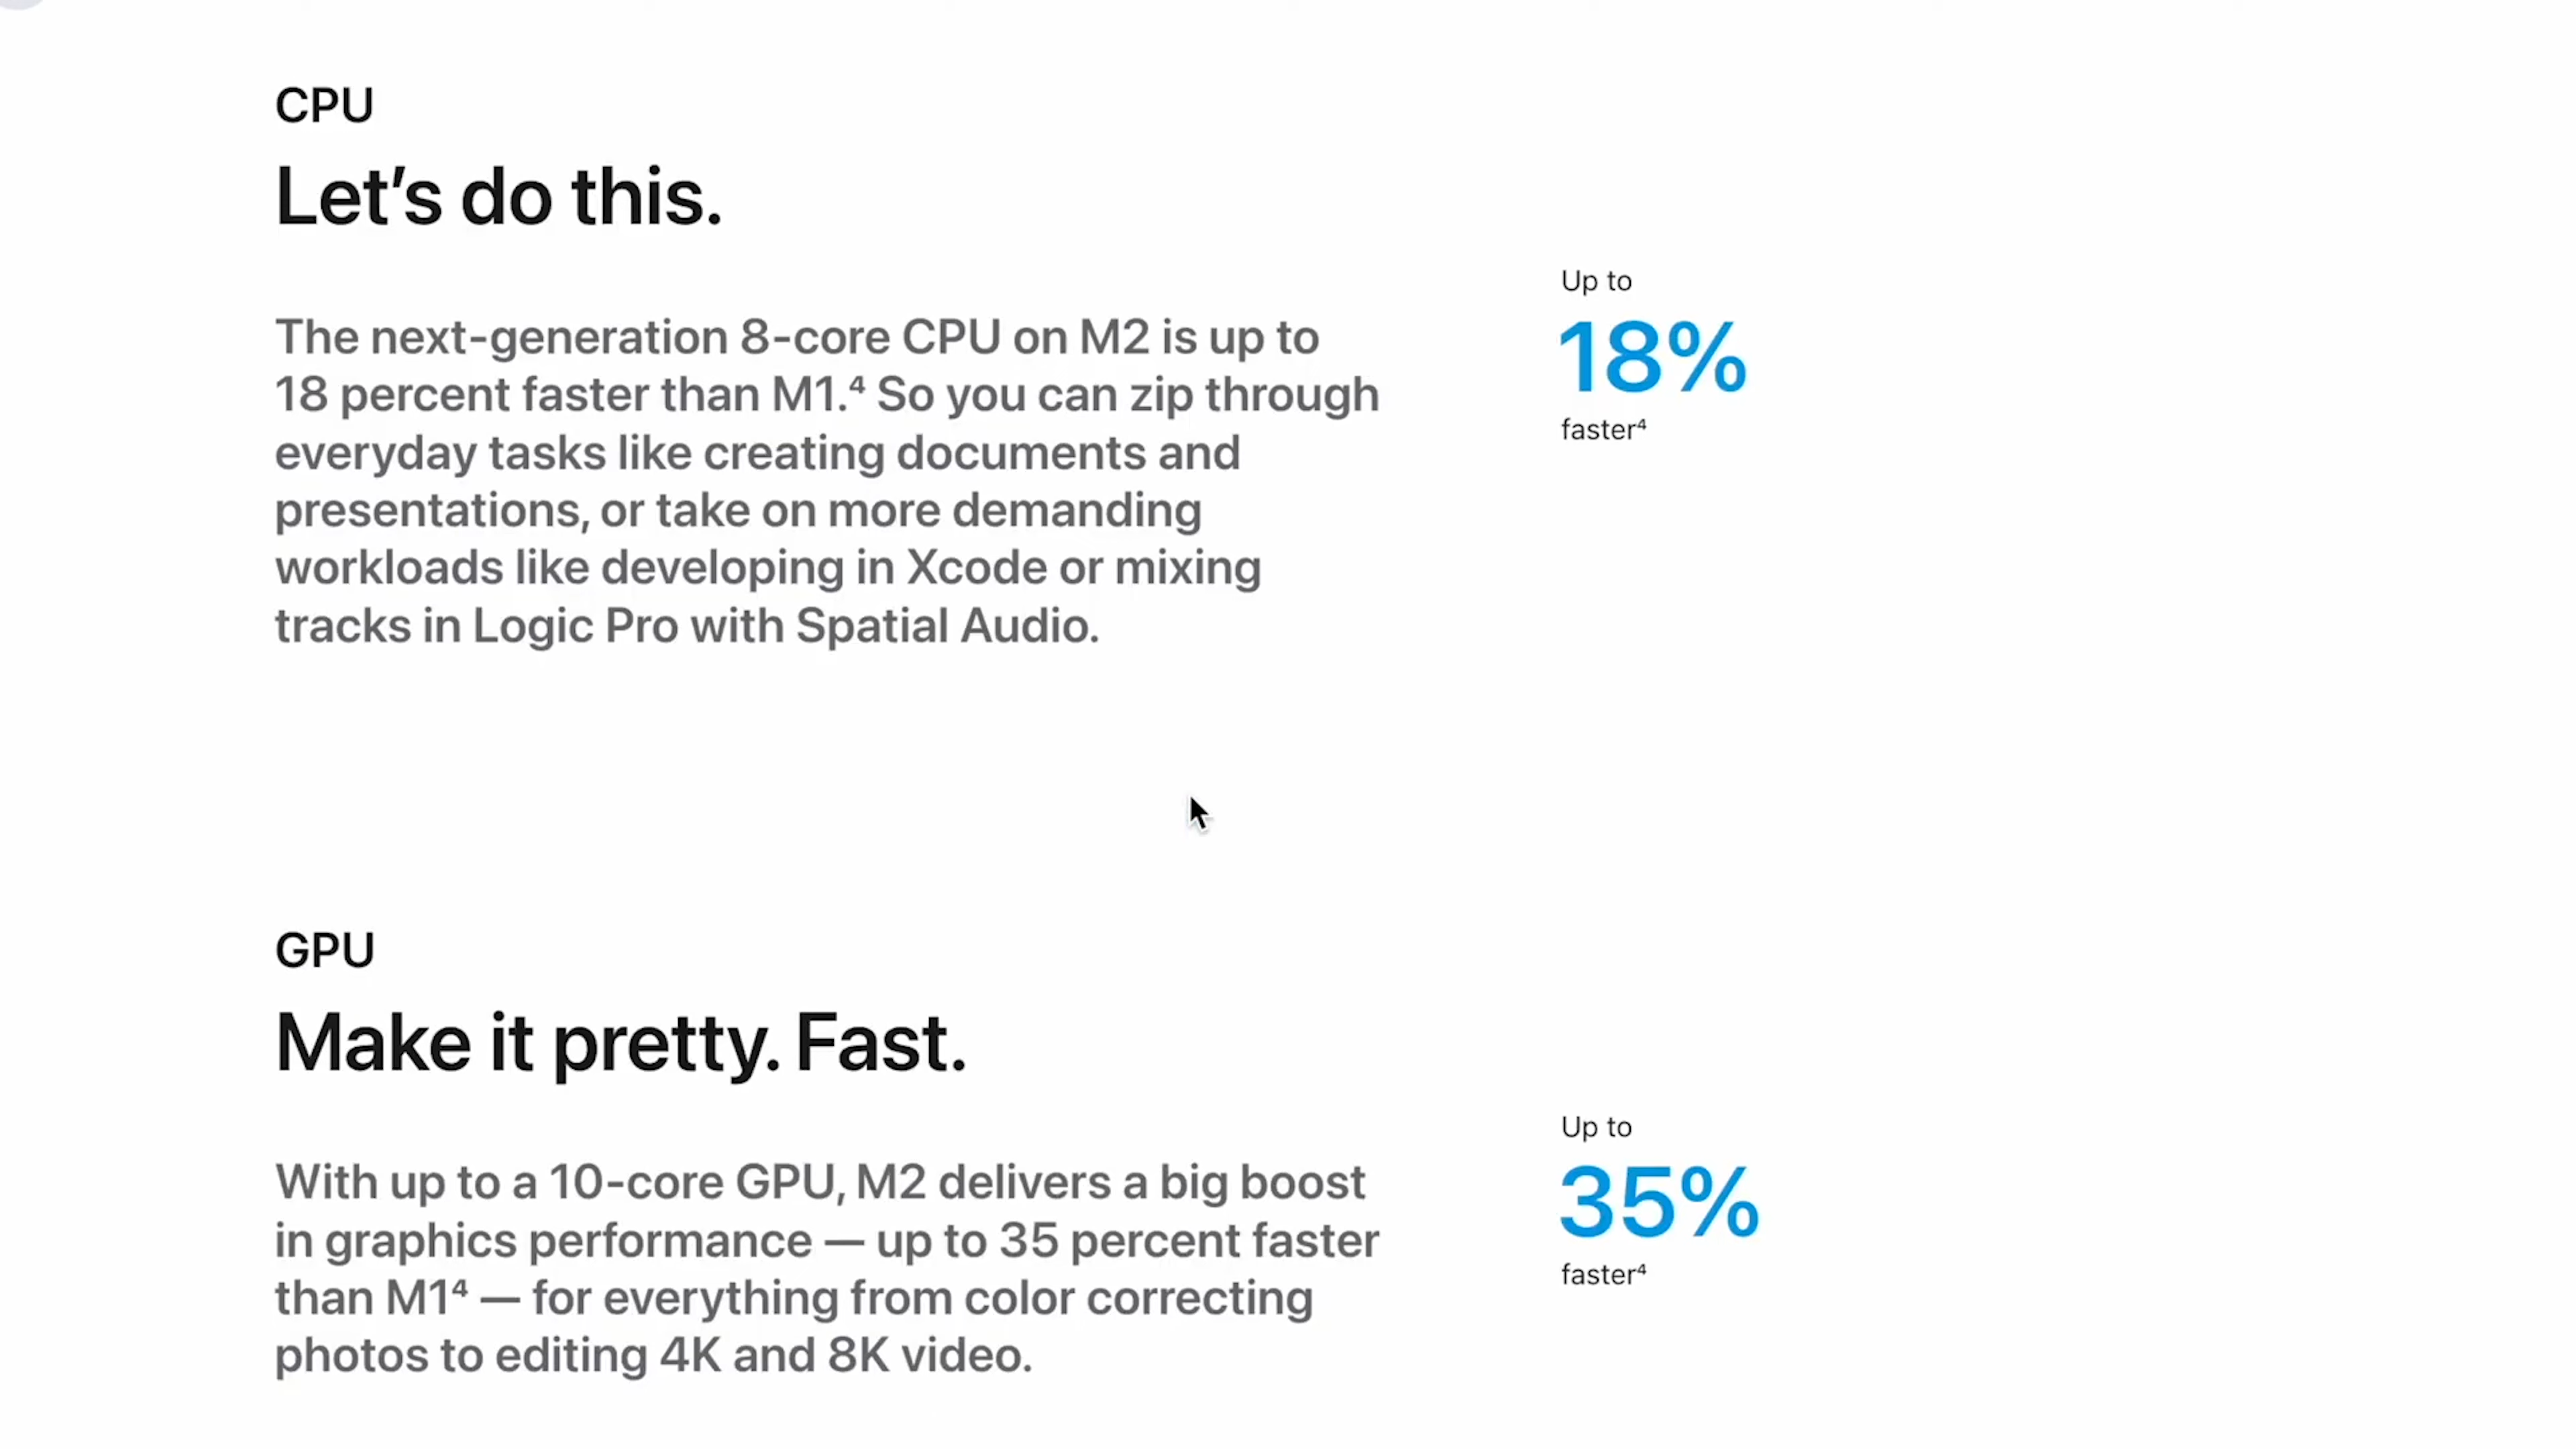 CPU
Let's do this.
The next-generation 8-core CPU on M2 is up to
18 percent faster than M1.⁴ So you can zip through
everyday tasks like creating documents and
presentations, or take on more demanding
workloads like developing in Xcode or mixing
tracks in Logic Pro with Spatial Audio.
Up to
18%
faster⁴
GPU
Make it pretty. Fast.
With up to a 10-core GPU, M2 delivers a big boost
in graphics performance — up to 35 percent faster
than M1⁴ — for everything from color correcting
photos to editing 4K and 8K video.
Up to
35%
faster⁴